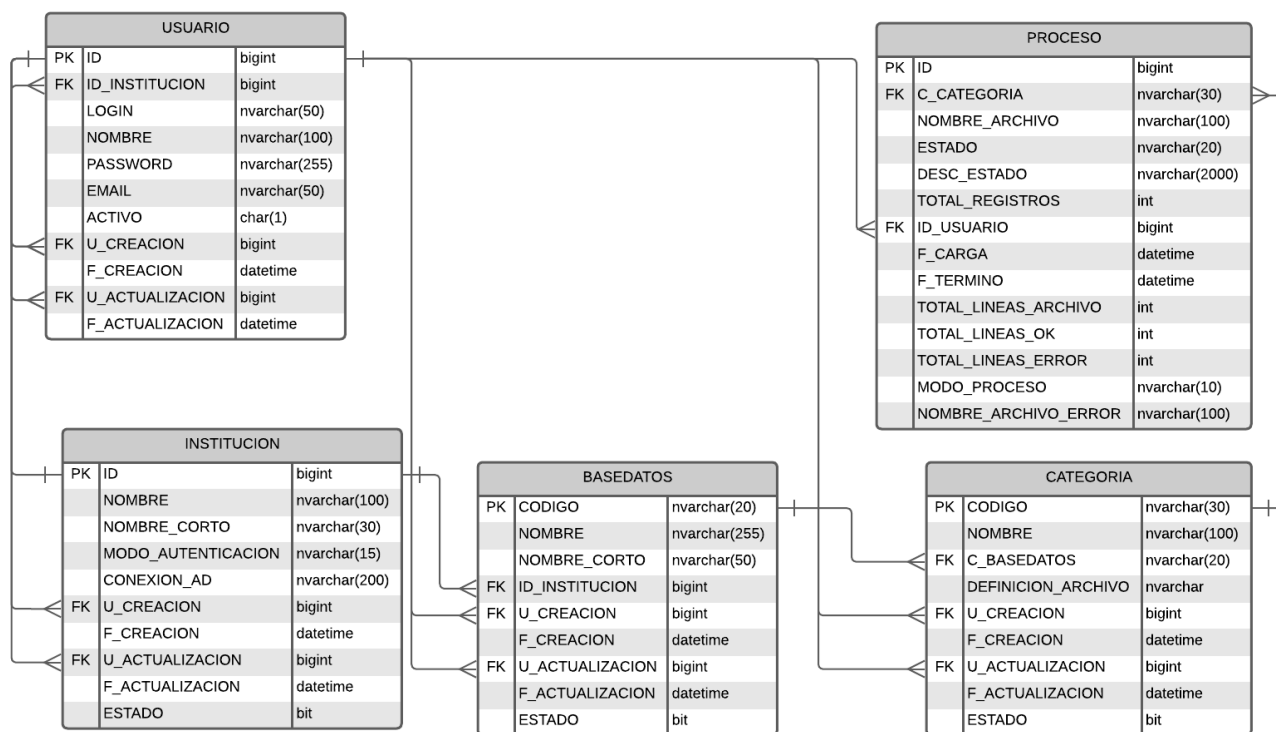 USUARIO
PK ID bigint
FK ID_INSTITUCION bigint
LOGIN nvarchar(50)
NOMBRE nvarchar(100)
PASSWORD nvarchar(255)
EMAIL nvarchar(50)
ACTIVO char(1)
FK U_CREACION bigint
F_CREACION datetime
FK U_ACTUALIZACION bigint
F_ACTUALIZACION datetime
PROCESO
PK ID bigint
FK C_CATEGORIA nvarchar(30)
NOMBRE_ARCHIVO nvarchar(100)
ESTADO nvarchar(20)
DESC_ESTADO nvarchar(2000)
TOTAL_REGISTROS int
FK ID_USUARIO bigint
F_CARGA datetime
F_TERMINO datetime
TOTAL_LINEAS_ARCHIVO int
TOTAL_LINEAS_OK int
TOTAL_LINEAS_ERROR int
MODO_PROCESO nvarchar(10)
NOMBRE_ARCHIVO_ERROR nvarchar(100)
INSTITUCION
PK ID bigint
NOMBRE nvarchar(100)
NOMBRE_CORTO nvarchar(30)
MODO_AUTENTICACION nvarchar(15)
CONEXION_AD nvarchar(200)
FK U_CREACION bigint
F_CREACION datetime
FK U_ACTUALIZACION bigint
F_ACTUALIZACION datetime
ESTADO bit
BASEDATOS
PK CODIGO nvarchar(20)
NOMBRE nvarchar(255)
NOMBRE_CORTO nvarchar(50)
FK ID_INSTITUCION bigint
FK U_CREACION bigint
F_CREACION datetime
FK U_ACTUALIZACION bigint
F_ACTUALIZACION datetime
ESTADO bit
CATEGORIA
PK CODIGO nvarchar(30)
NOMBRE nvarchar(100)
FK C_BASEDATOS nvarchar(20)
DEFINICION_ARCHIVO nvarchar
FK U_CREACION bigint
F_CREACION datetime
FK U_ACTUALIZACION bigint
F_ACTUALIZACION datetime
ESTADO bit